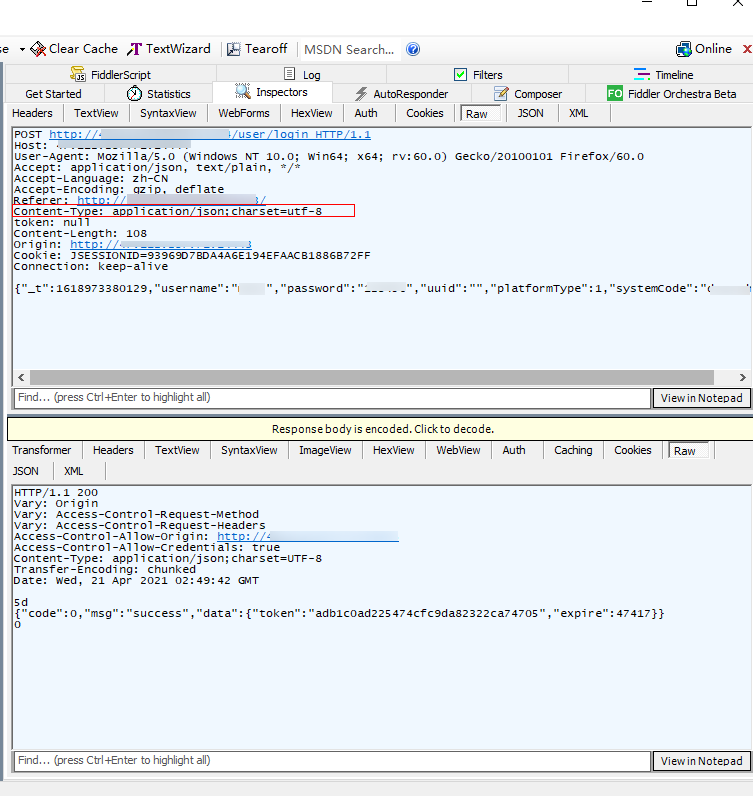 se Clear Cache TextWizard Tearoff MSDN Search... Online
FiddlerScript Log Filters Timeline
Get Started Statistics Inspectors AutoResponder Composer FO Fiddler Orchestra Beta
Headers TextView SyntaxView WebForms HexView Auth Cookies Raw JSON XML
POST http://4 /user/login HTTP/1.1
Host:
User-Agent: Mozilla/5.0 (Windows NT 10.0; Win64; x64; rv:60.0) Gecko/20100101 Firefox/60.0
Accept: application/json, text/plain, */*
Accept-Language: zh-CN
Accept-Encoding: gzip, deflate
Referer: http:// /
Content-Type: application/json;charset=utf-8
token: null
Content-Length: 108
Origin: http://
Cookie: JSESSIONID=93969D7BDA4A6E194EFAACB1886B72FF
Connection: keep-alive
{"_t":1618973380129,"username":" ","password":" ","uuid":"","platformType":1,"systemCode":"
Find... (press Ctrl+Enter to highlight all) View in Notepad
Response body is encoded. Click to decode.
Transformer Headers TextView SyntaxView ImageView HexView WebView Auth Caching Cookies Raw
JSON XML
HTTP/1.1 200
Vary: Origin
Vary: Access-Control-Request-Method
Vary: Access-Control-Request-Headers
Access-Control-Allow-Origin: http://4
Access-Control-Allow-Credentials: true
Content-Type: application/json;charset=UTF-8
Transfer-Encoding: chunked
Date: Wed, 21 Apr 2021 02:49:42 GMT
5d
{"code":0,"msg":"success","data":{"token":"adb1c0ad225474cfc9da82322ca74705","expire":47417}}
0
Find... (press Ctrl+Enter to highlight all) View in Notepad